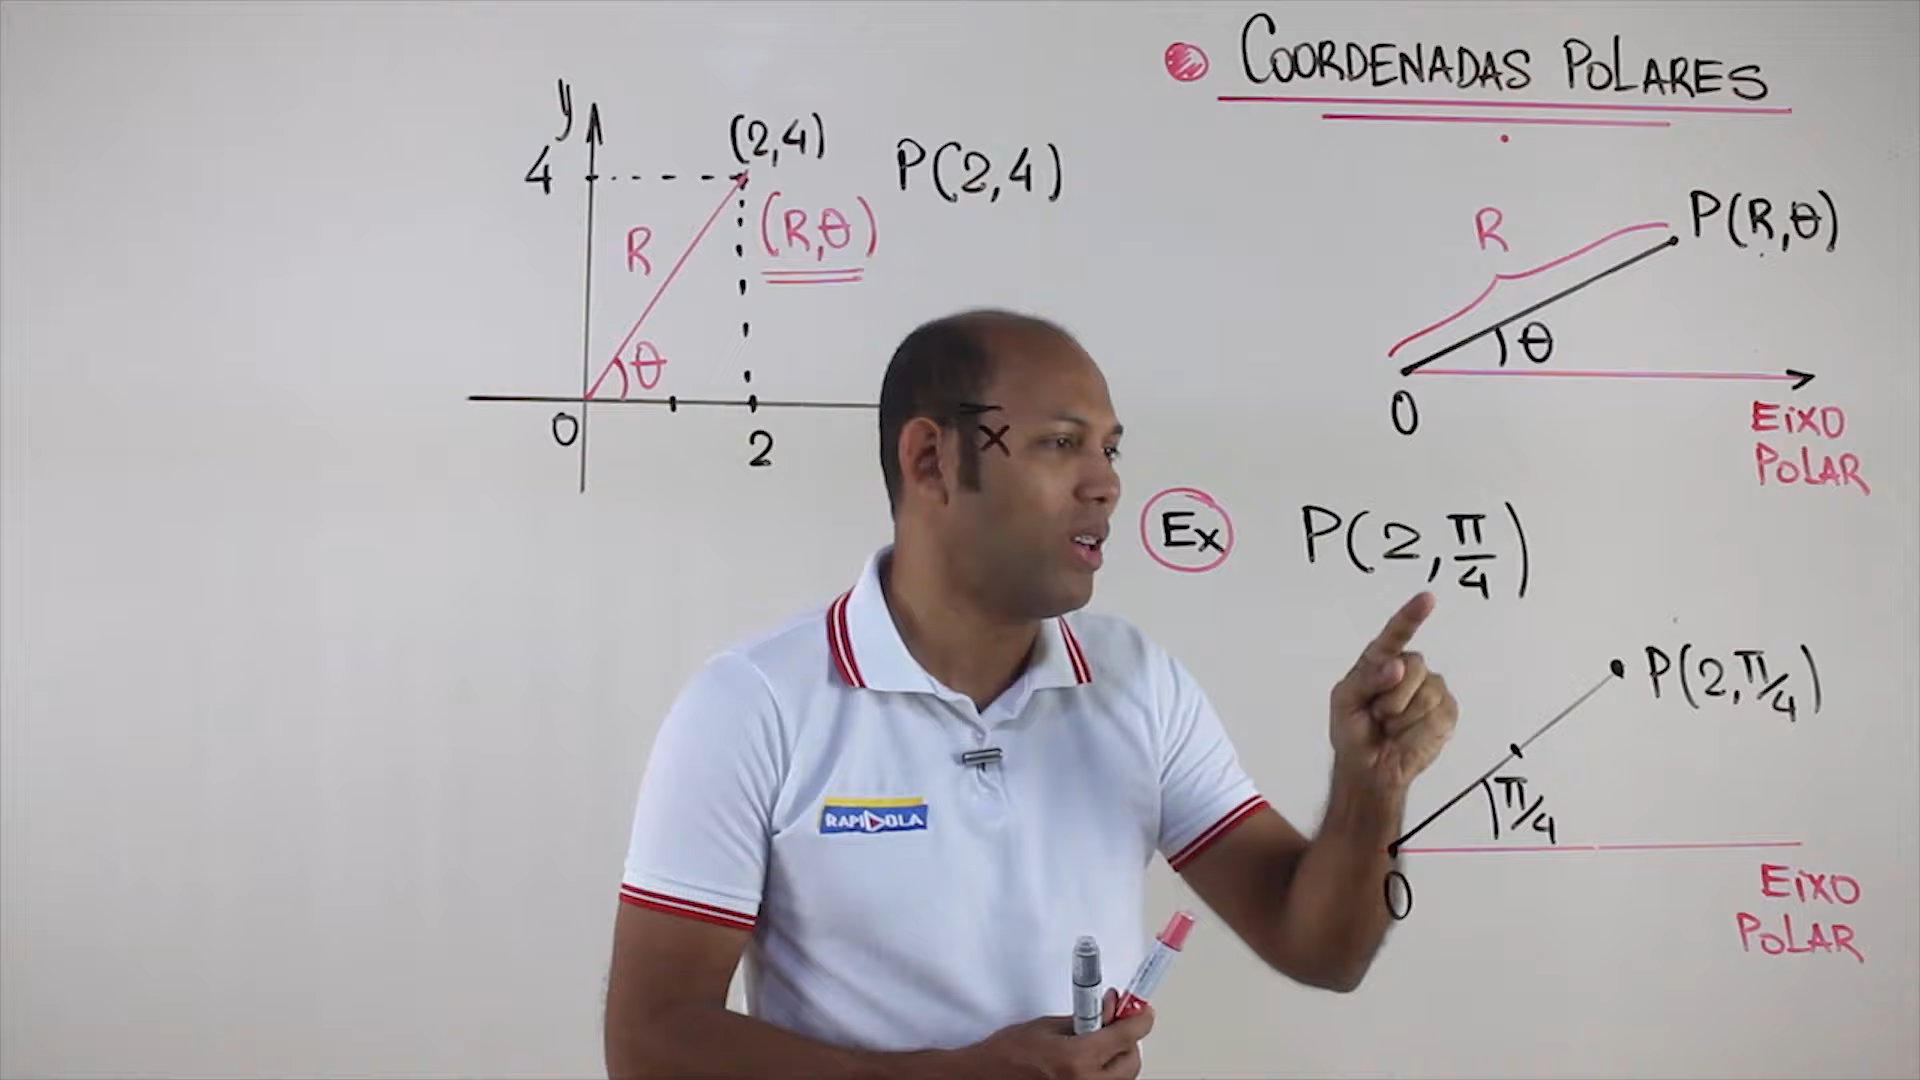 COORDENADAS POLARES
y
4
(2,4)
P(2,4)
R
(R,θ)
θ
0
2
x
R
P(R,θ)
θ
0
EIXO
POLAR
Ex
P(2, π/4)
P(2, π/4)
π/4
0
EIXO
POLAR
RAPIDOLA